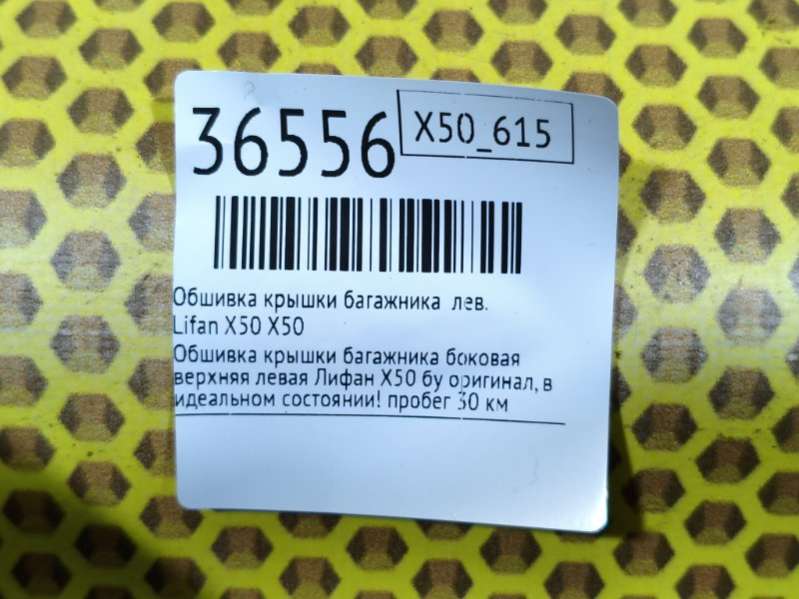 36556
X50_615
Обшивка крышки багажника лев.
Lifan X50 X50
Обшивка крышки багажника боковая
верхняя левая Лифан Х50 бу оригинал, в
идеальном состоянии! пробег 30 км